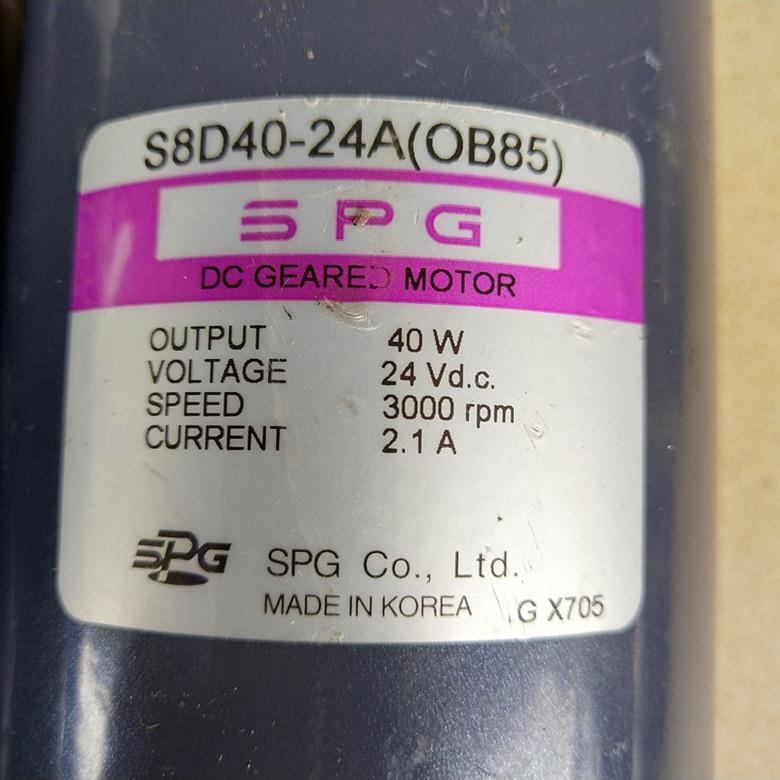 S8D40-24A(OB85)
SPG
DC GEARED MOTOR
OUTPUT 40 W
VOLTAGE 24 Vd.c.
SPEED 3000 rpm
CURRENT 2.1 A
SPG SPG Co., Ltd.
MADE IN KOREA G X705